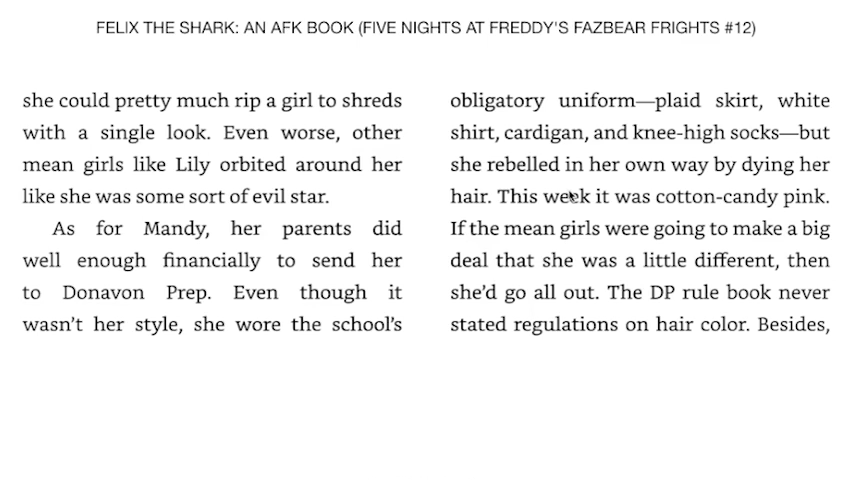 FELIX THE SHARK: AN AFK BOOK (FIVE NIGHTS AT FREDDY'S FAZBEAR FRIGHTS #12)
she could pretty much rip a girl to shreds
with a single look. Even worse, other
mean girls like Lily orbited around her
like she was some sort of evil star.
As for Mandy, her parents did
well enough financially to send her
to Donavon Prep. Even though it
wasn't her style, she wore the school's
obligatory uniform—plaid skirt, white
shirt, cardigan, and knee-high socks—but
she rebelled in her own way by dying her
hair. This week it was cotton-candy pink.
If the mean girls were going to make a big
deal that she was a little different, then
she'd go all out. The DP rule book never
stated regulations on hair color. Besides,